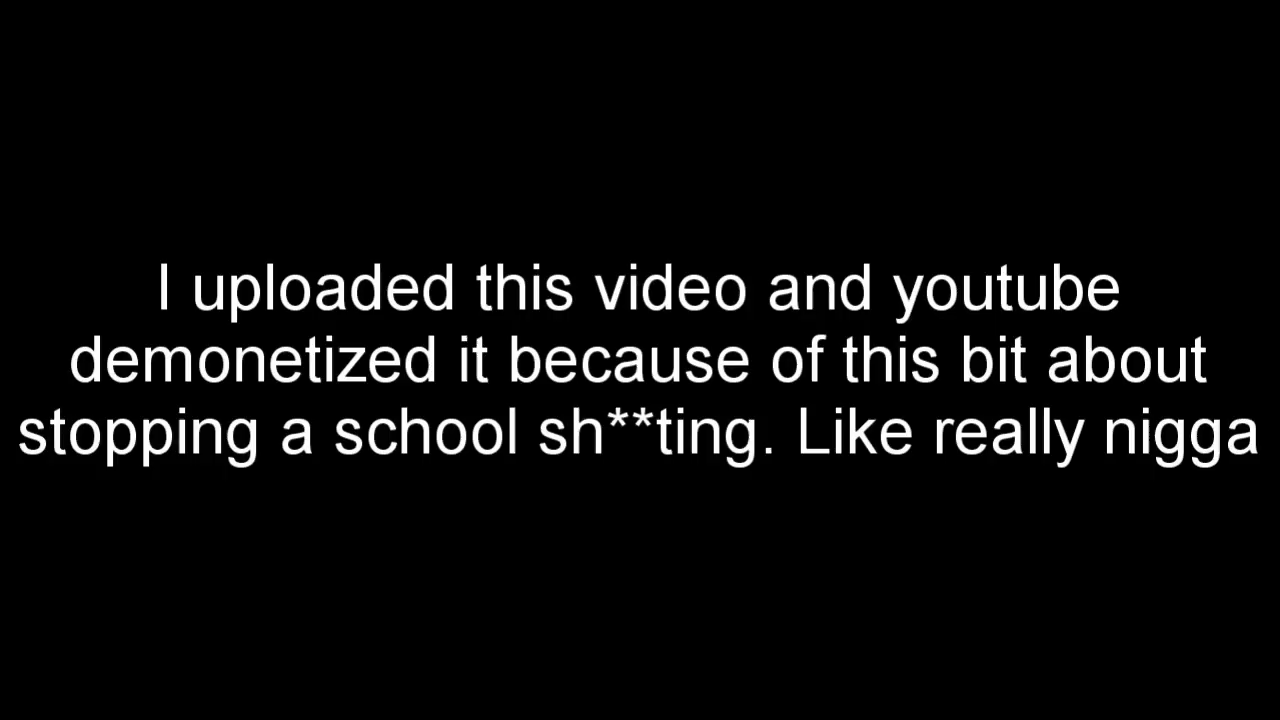 I uploaded this video and youtube
demonetized it because of this bit about
stopping a school sh**ting. Like really nigga